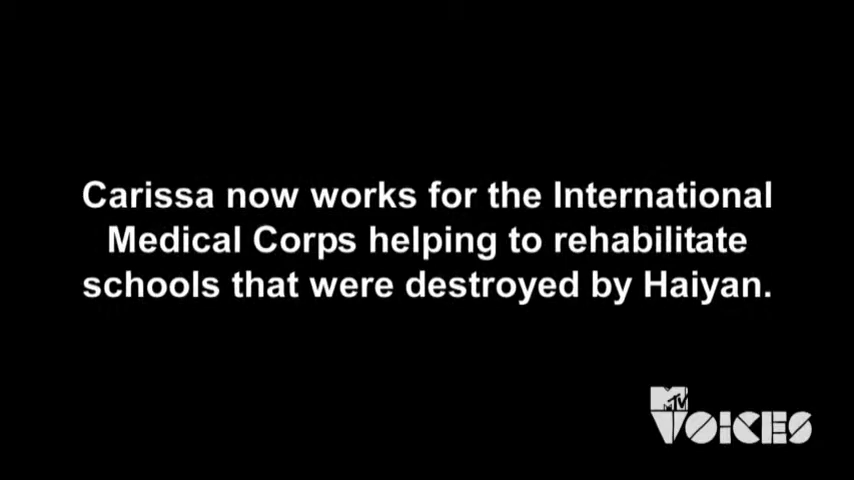 Carissa now works for the International
Medical Corps helping to rehabilitate
schools that were destroyed by Haiyan.
MTV
VOICES